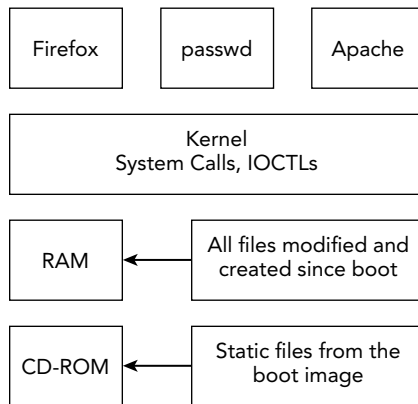 Firefox
passwd
Apache
Kernel
System Calls, IOCTLs
RAM
All files modified and
created since boot
CD-ROM
Static files from the
boot image